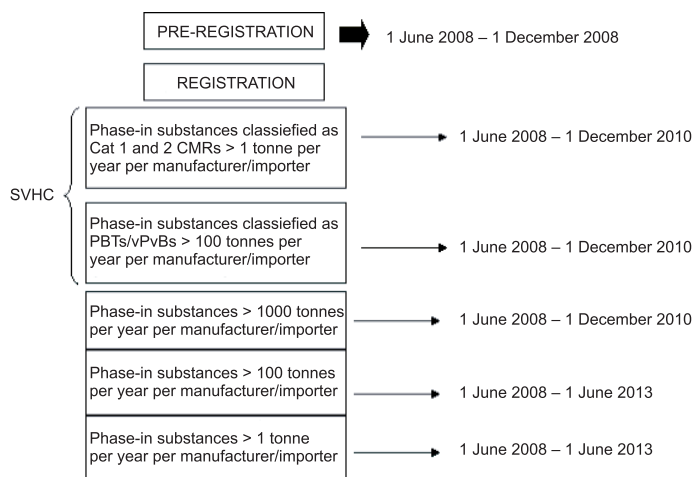 PRE-REGISTRATION
1 June 2008 – 1 December 2008
REGISTRATION
SVHC
Phase-in substances classiefied as
Cat 1 and 2 CMRs > 1 tonne per
year per manufacturer/importer
1 June 2008 – 1 December 2010
Phase-in substances classiefied as
PBTs/vPvBs > 100 tonnes per
year per manufacturer/importer
1 June 2008 – 1 December 2010
Phase-in substances > 1000 tonnes
per year per manufacturer/importer
1 June 2008 – 1 December 2010
Phase-in substances > 100 tonnes
per year per manufacturer/importer
1 June 2008 – 1 June 2013
Phase-in substances > 1 tonne
per year per manufacturer/importer
1 June 2008 – 1 June 2013